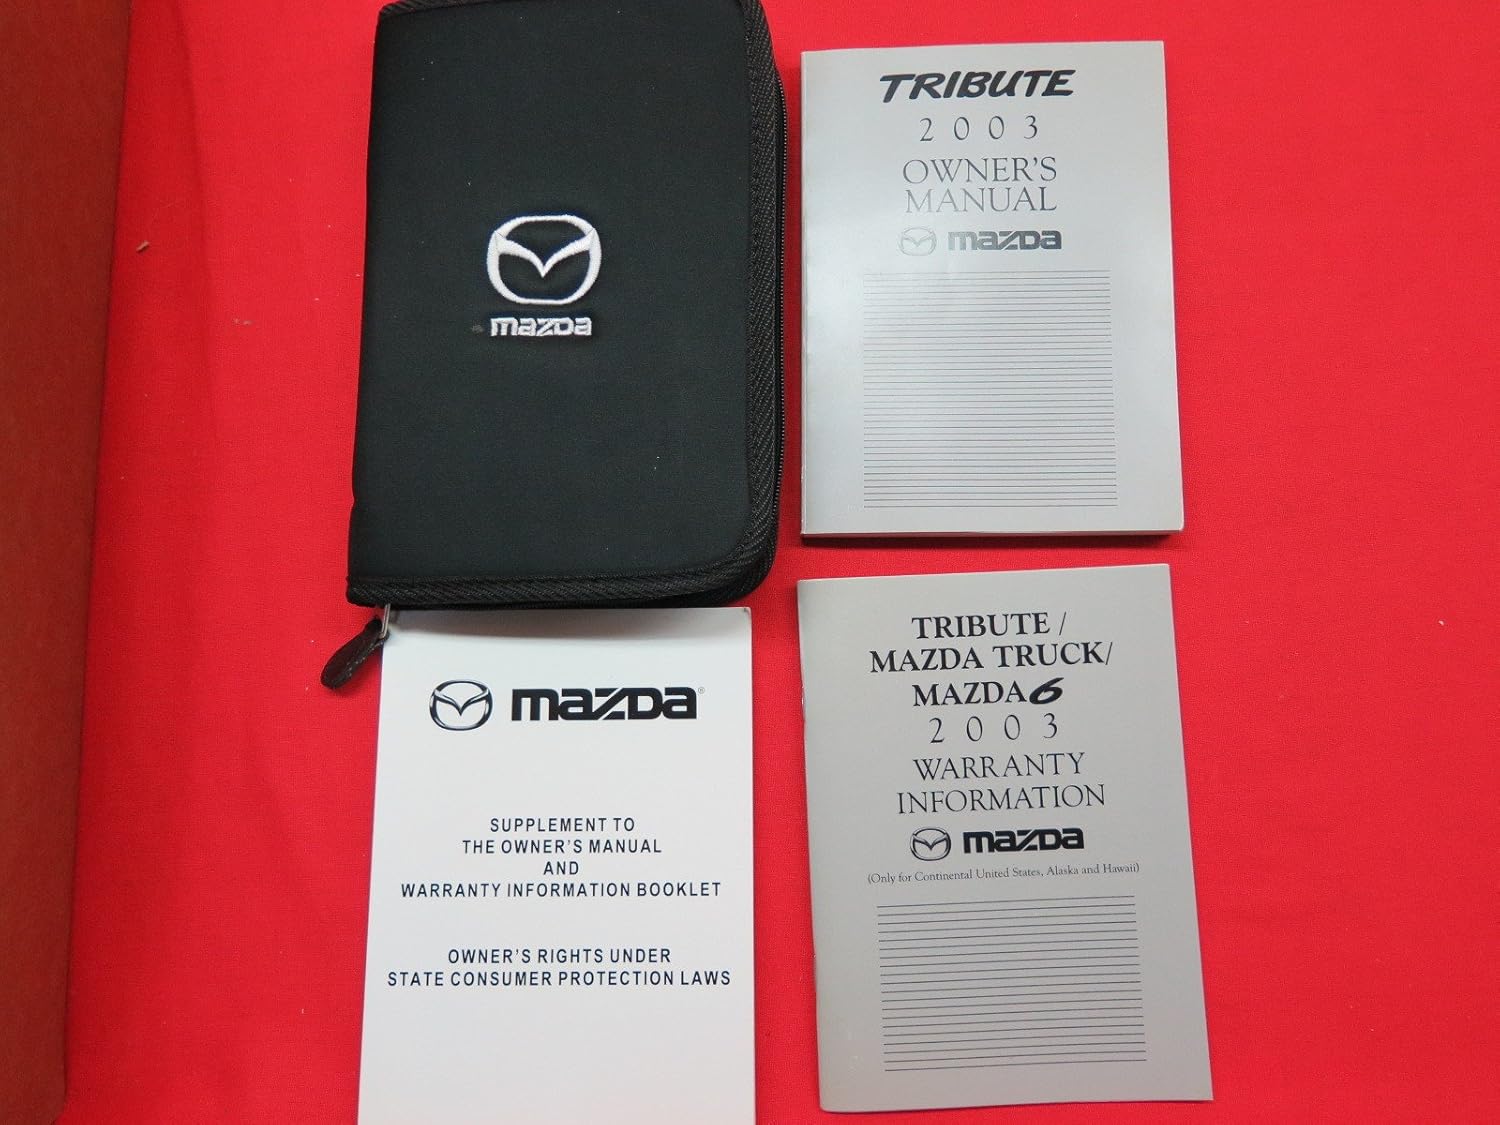 mazda
TRIBUTE
2003
OWNER'S
MANUAL
mazda
mazda®
SUPPLEMENT TO
THE OWNER'S MANUAL
AND
WARRANTY INFORMATION BOOKLET
OWNER'S RIGHTS UNDER
STATE CONSUMER PROTECTION LAWS
TRIBUTE /
MAZDA TRUCK/
MAZDA6
2003
WARRANTY
INFORMATION
mazda
(Only for Continental United States, Alaska and Hawaii)